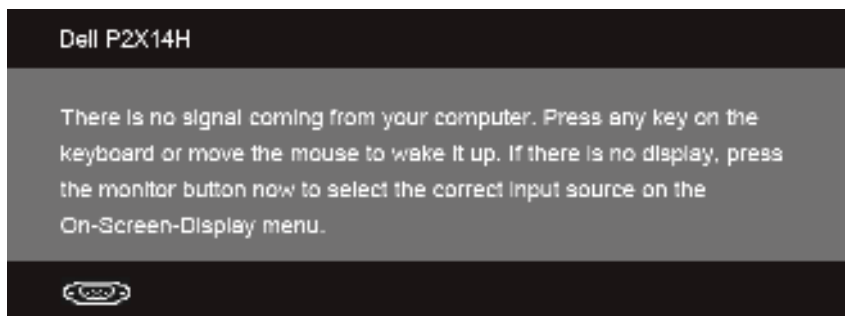 Dell P2X14H
There is no signal coming from your computer. Press any key on the
keyboard or move the mouse to wake it up. If there is no display, press
the monitor button now to select the correct input source on the
On-Screen-Display menu.